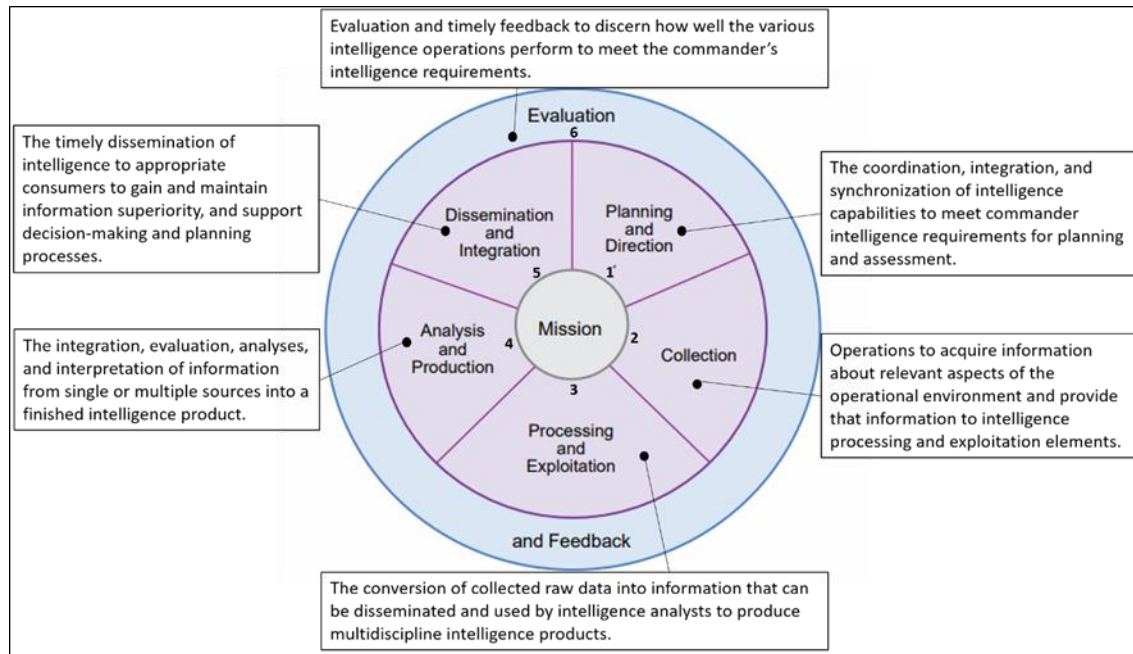 Evaluation and timely feedback to discern how well the various
intelligence operations perform to meet the commander's
intelligence requirements.
Evaluation
6
The timely dissemination of
intelligence to appropriate
consumers to gain and maintain
information superiority, and support
decision-making and planning
processes.
Dissemination
and
Integration
5
Planning
and
Direction
1
The coordination, integration, and
synchronization of intelligence
capabilities to meet commander
intelligence requirements for planning
and assessment.
Mission
The integration, evaluation, analyses,
and interpretation of information
from single or multiple sources into a
finished intelligence product.
Analysis
and
Production
4
2
Collection
Operations to acquire information
about relevant aspects of the
operational environment and provide
that information to intelligence
processing and exploitation elements.
3
Processing
and
Exploitation
and Feedback
The conversion of collected raw data into information that can
be disseminated and used by intelligence analysts to produce
multidiscipline intelligence products.